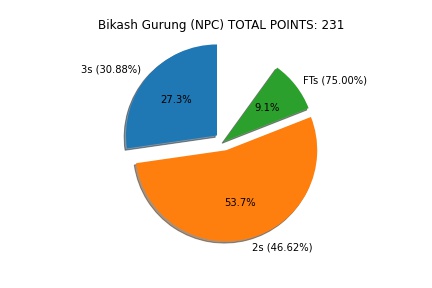 Bikash Gurung (NPC) TOTAL POINTS: 231
3s (30.88%)
FTs (75.00%)
27.3%
9.1%
53.7%
2s (46.62%)